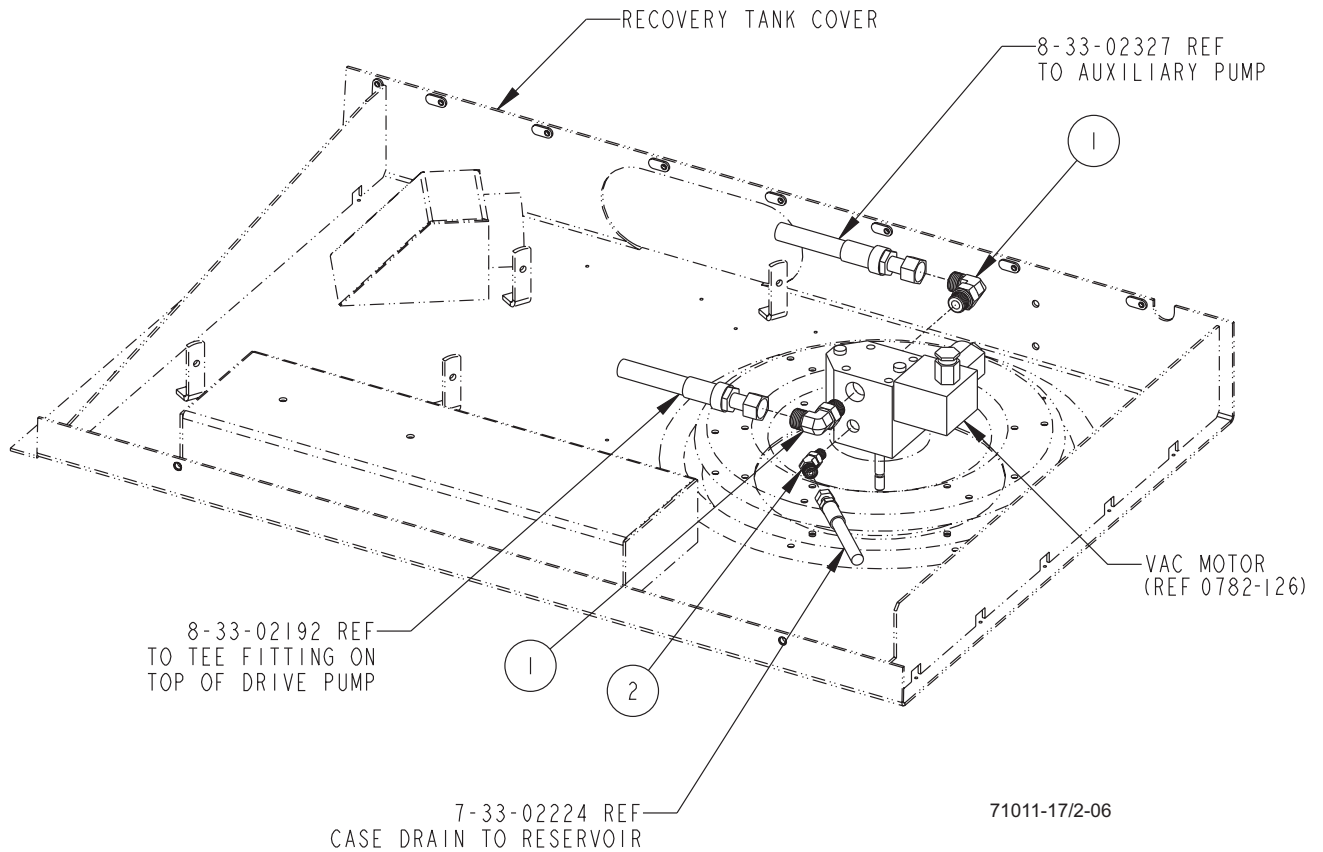 RECOVERY TANK COVER
8-33-02327 REF
TO AUXILIARY PUMP
1
VAC MOTOR
(REF 0782-126)
8-33-02192 REF
TO TEE FITTING ON
TOP OF DRIVE PUMP
1
2
7-33-02224 REF
CASE DRAIN TO RESERVOIR
71011-17/2-06